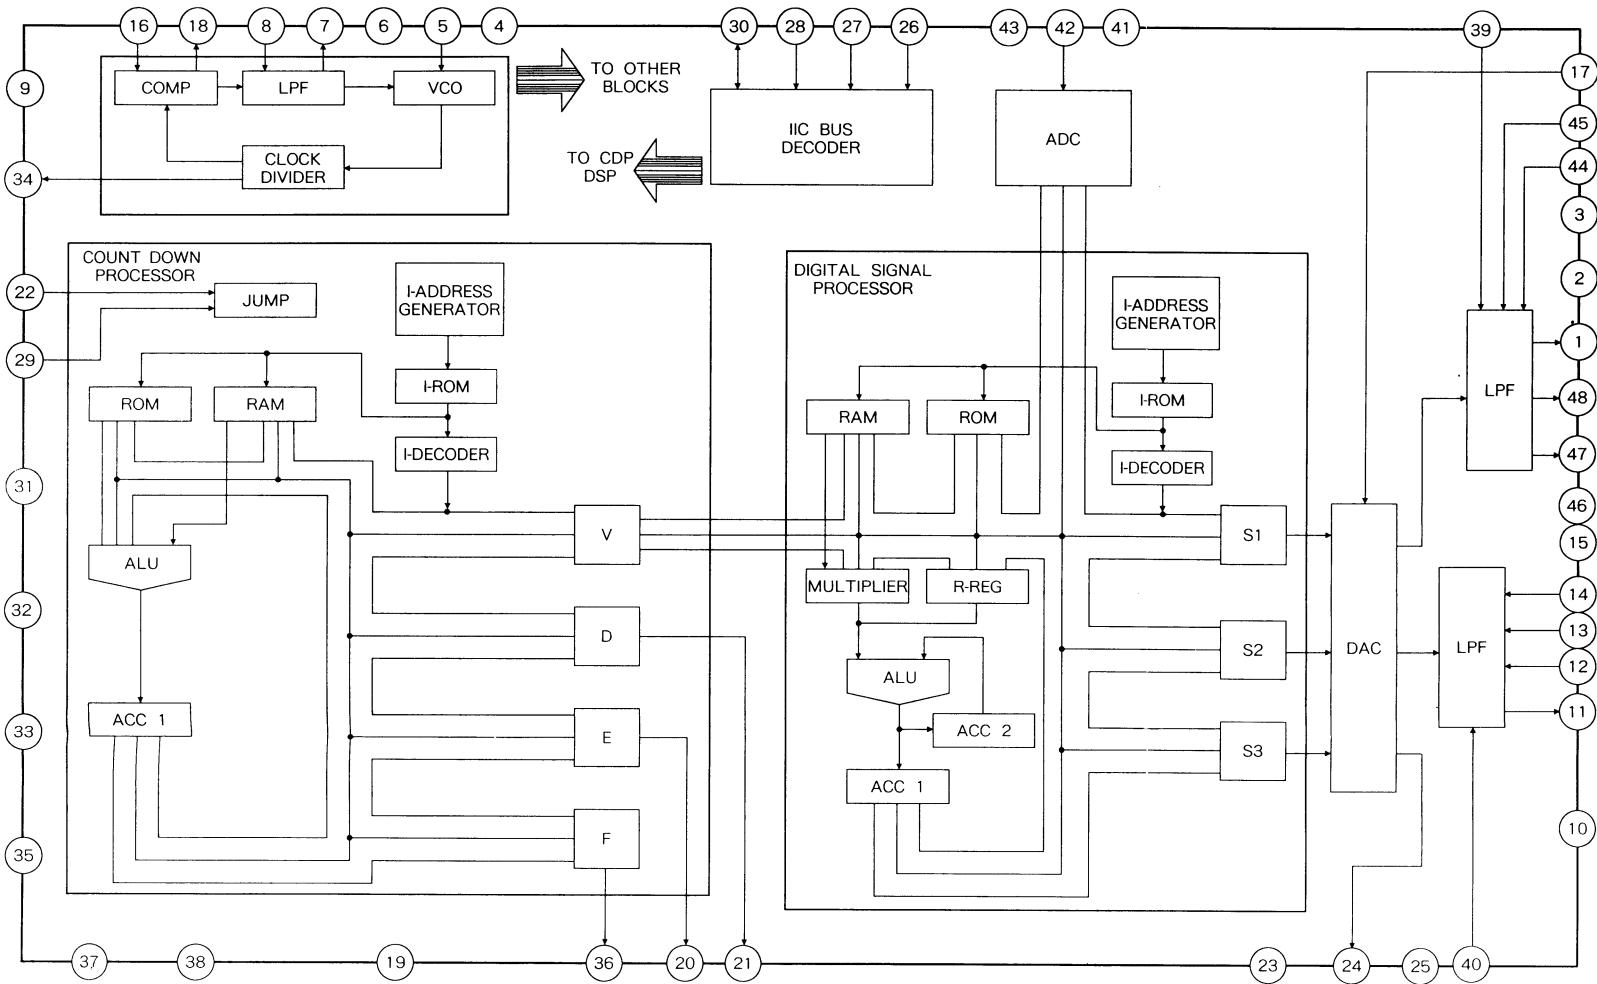 16 18 8 7 6 5 4 30 28 27 26 43 42 41 39
9
34
22
29
31
32
33
35
COMP
LPF
VCO
CLOCK
DIVIDER
TO OTHER
BLOCKS
IIC BUS
DECODER
TO CDP
DSP
ADC
COUNT DOWN
PROCESSOR
JUMP
I-ADDRESS
GENERATOR
I-ROM
I-DECODER
ROM
RAM
ALU
ACC 1
V
D
E
F
DIGITAL SIGNAL
PROCESSOR
I-ADDRESS
GENERATOR
I-ROM
I-DECODER
RAM
ROM
MULTIPLIER
R-REG
ALU
ACC 2
ACC 1
S1
S2
S3
DAC
LPF
LPF
17
45
44
3
2
1
48
47
46
15
14
13
12
11
10
37 38 19 36 20 21 23 24 25 40